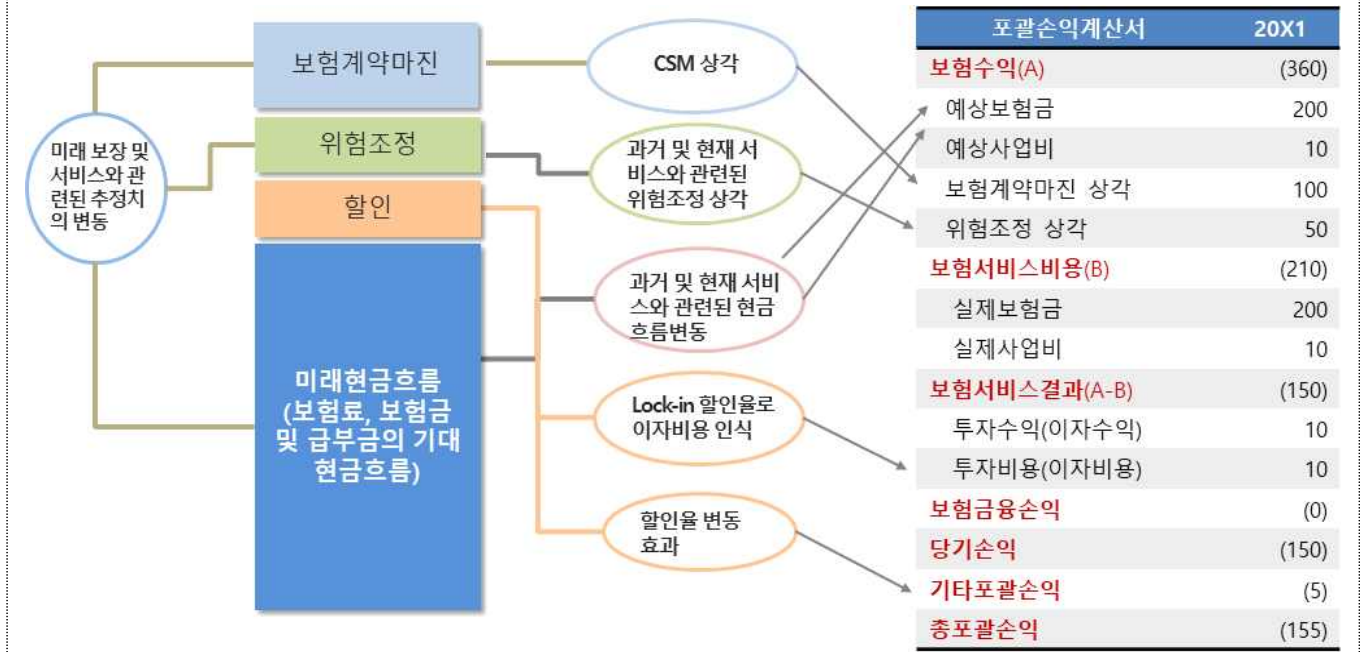 미래 보장 및
서비스와 관
련된 추정치
의 변동
보험계약마진
위험조정
할인
미래현금흐름
(보험료, 보험금
및 급부금의 기대
현금흐름)
CSM 상각
과거 및 현재 서
비스와 관련된
위험조정 상각
과거 및 현재 서비
스와 관련된 현금
흐름변동
Lock-in 할인율로
이자비용 인식
할인율 변동
효과
포괄손익계산서 20X1
보험수익(A) (360)
예상보험금 200
예상사업비 10
보험계약마진 상각 100
위험조정 상각 50
보험서비스비용(B) (210)
실제보험금 200
실제사업비 10
보험서비스결과(A-B) (150)
투자수익(이자수익) 10
투자비용(이자비용) 10
보험금융손익 (0)
당기손익 (150)
기타포괄손익 (5)
총포괄손익 (155)